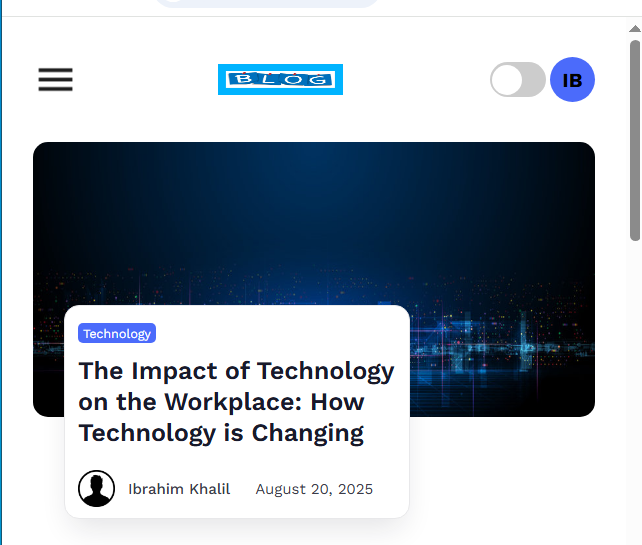 BLOG
IB
Technology
The Impact of Technology
on the Workplace: How
Technology is Changing
Ibrahim Khalil August 20, 2025